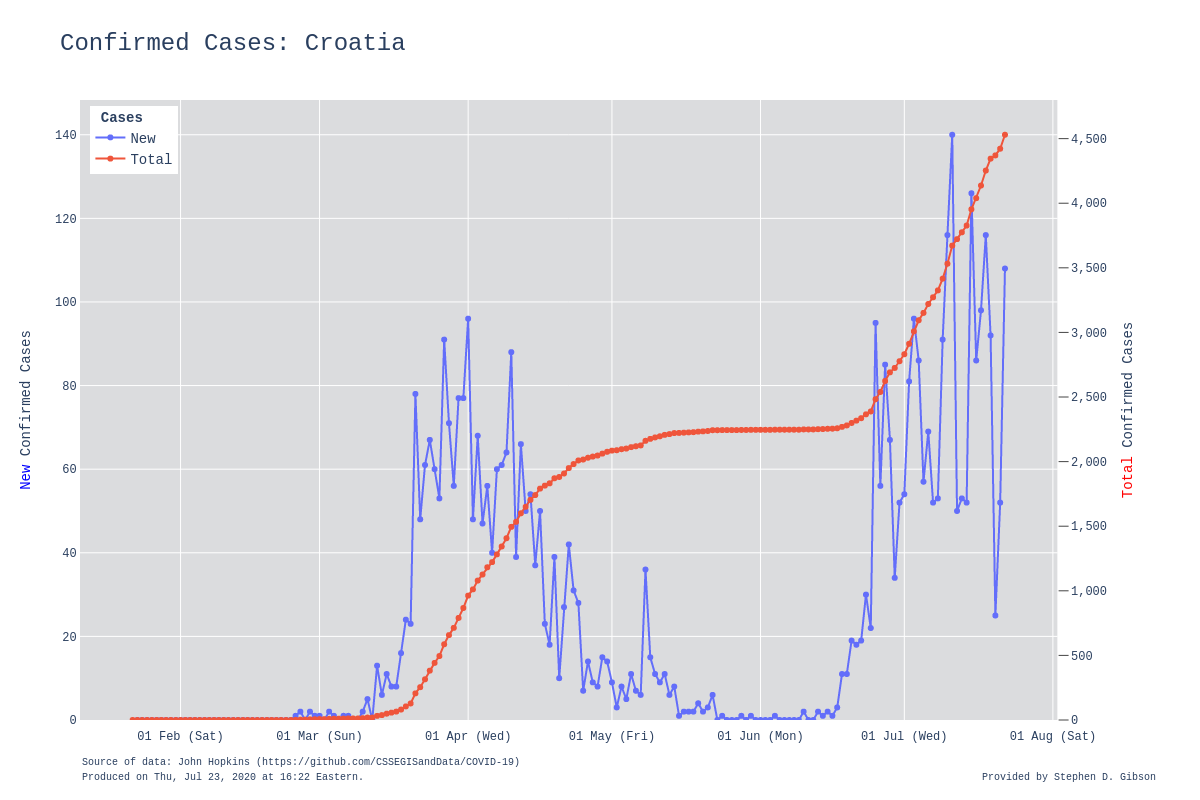 Confirmed Cases: Croatia
Cases
New
Total
140
120
100
80
60
40
20
0
New Confirmed Cases
4,500
4,000
3,500
3,000
2,500
2,000
1,500
1,000
500
0
Total Confirmed Cases
01 Feb (Sat) 01 Mar (Sun) 01 Apr (Wed) 01 May (Fri) 01 Jun (Mon) 01 Jul (Wed) 01 Aug (Sat)
Source of data: John Hopkins (https://github.com/CSSEGISandData/COVID-19)
Produced on Thu, Jul 23, 2020 at 16:22 Eastern.
Provided by Stephen D. Gibson